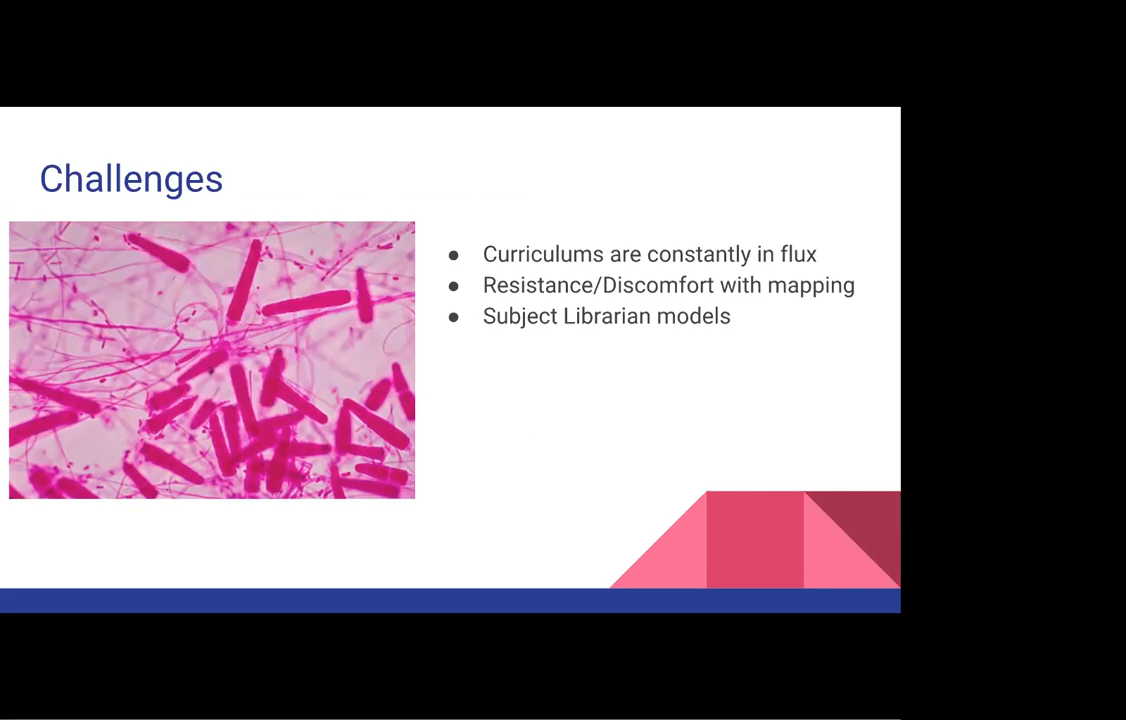 Challenges
● Curriculums are constantly in flux
● Resistance/Discomfort with mapping
● Subject Librarian models